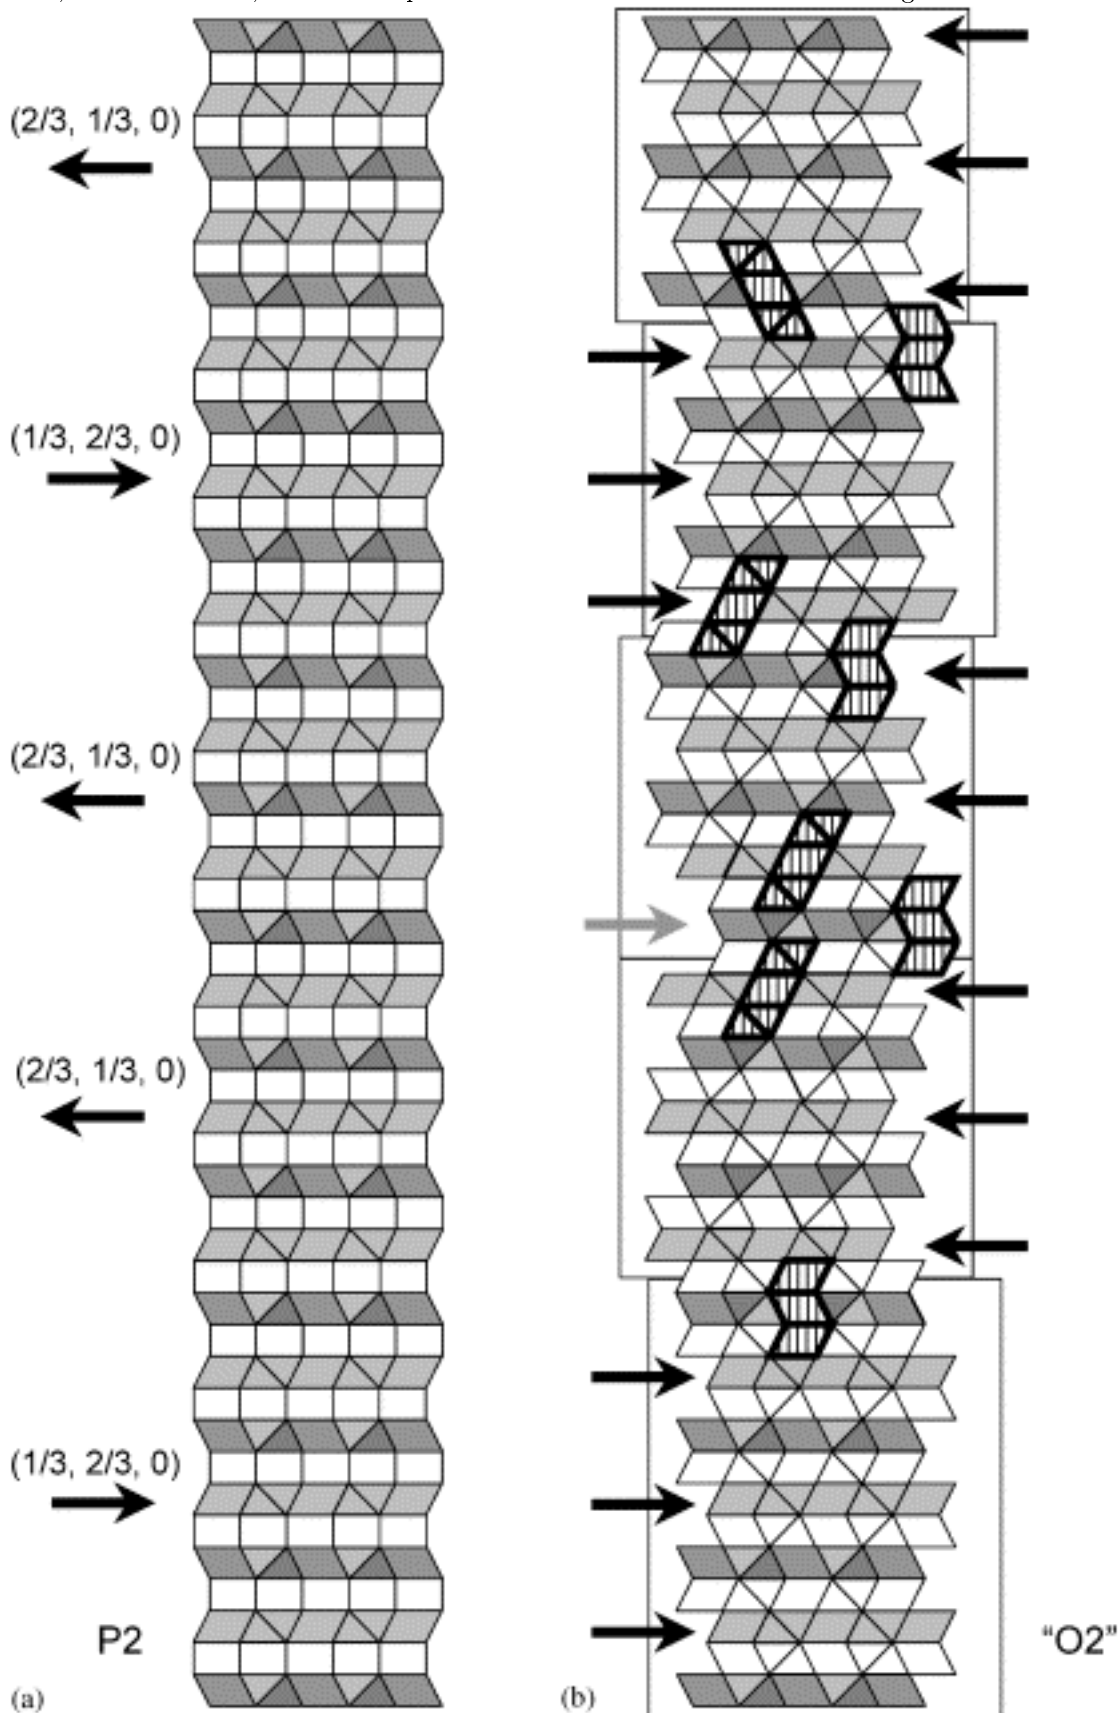 (2/3, 1/3, 0)
(1/3, 2/3, 0)
(2/3, 1/3, 0)
(2/3, 1/3, 0)
(1/3, 2/3, 0)
P2
"O2"
(a)
(b)